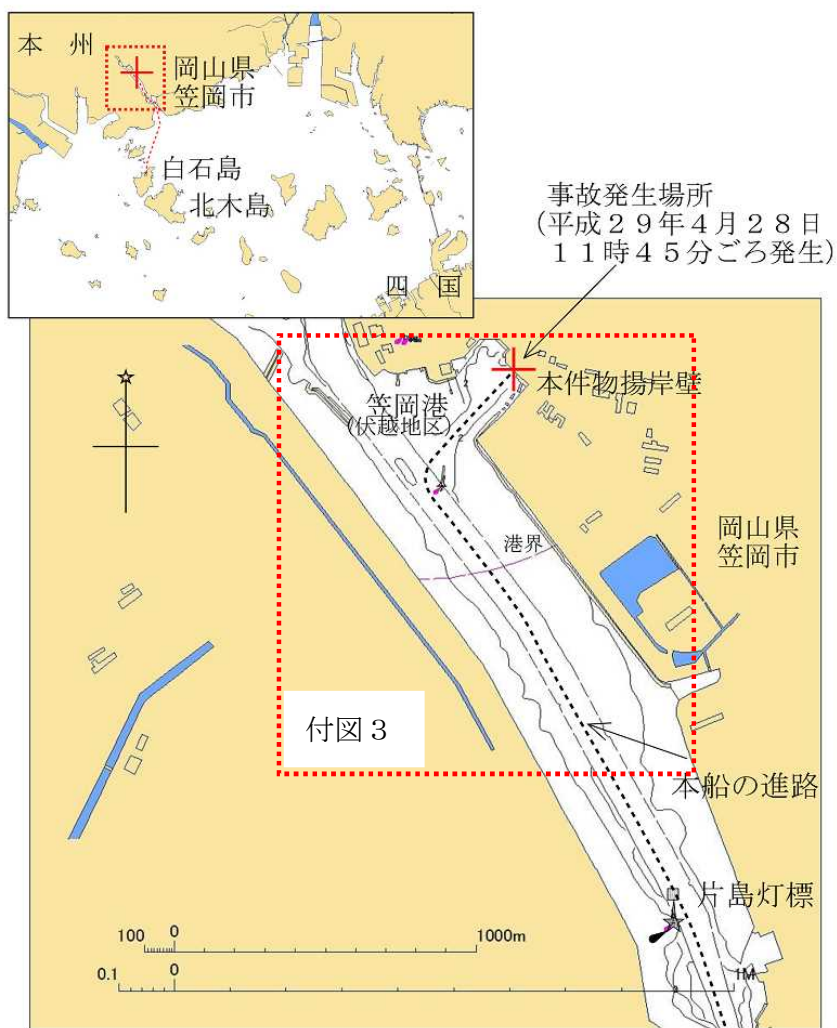 本 州
岡山県
笠岡市
白石島
北木島
四 国
事故発生場所
(平成29年4月28日
11時45分ごろ発生)
本件物揚岸壁
笠岡港
(伏越地区)
港界
岡山県
笠岡市
付図3
本船の進路
片島灯標
100 0 1000m
0.1 0 1M